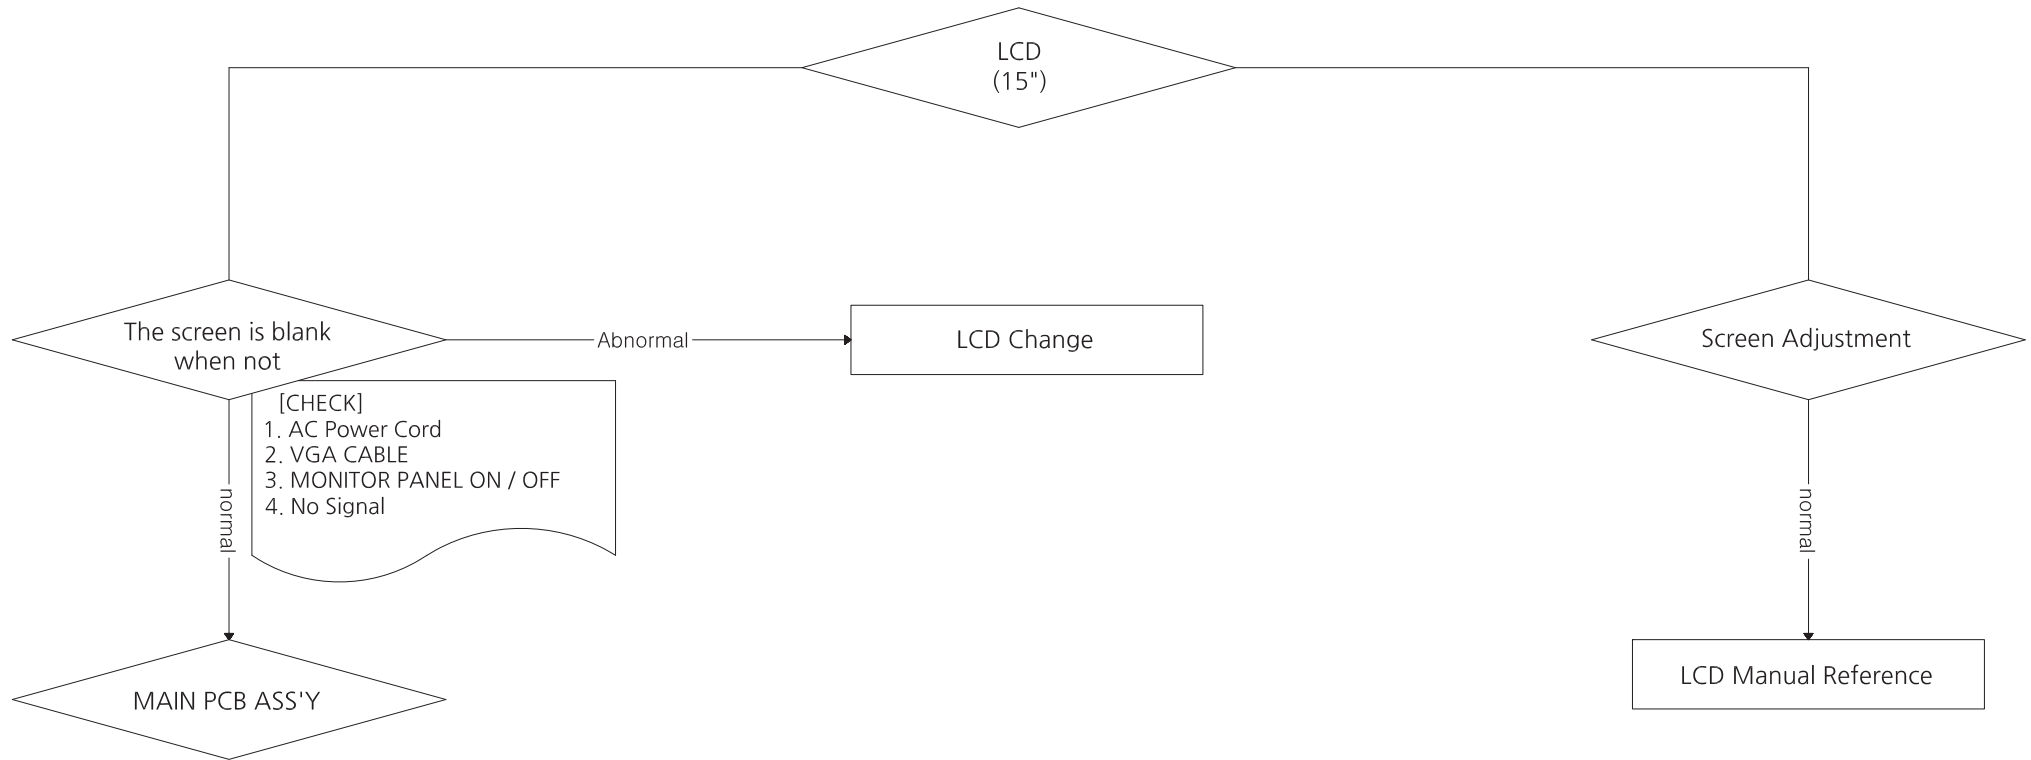 LCD
(15")
The screen is blank
when not
Abnormal
LCD Change
Screen Adjustment
[CHECK]
1. AC Power Cord
2. VGA CABLE
3. MONITOR PANEL ON / OFF
4. No Signal
normal
normal
MAIN PCB ASS'Y
LCD Manual Reference